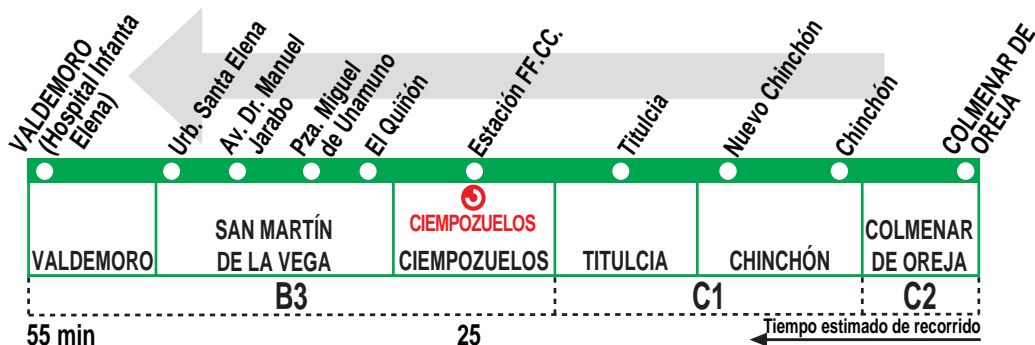 VALDEMORO
(Hospital Infanta
Elena)
Urb. Santa Elena
Av. Dr. Manuel
Jarabo
Pza. Miguel
de Unamuno
El Quiñón
Estación FF.CC.
Titulcia
Nuevo Chinchón
Chinchón
COLMENAR DE
OREJA
CIEMPOZUELOS
VALDEMORO
SAN MARTÍN
DE LA VEGA
CIEMPOZUELOS
TITULCIA
CHINCHÓN
COLMENAR
DE OREJA
B3
C1
C2
55 min
25
Tiempo estimado de recorrido